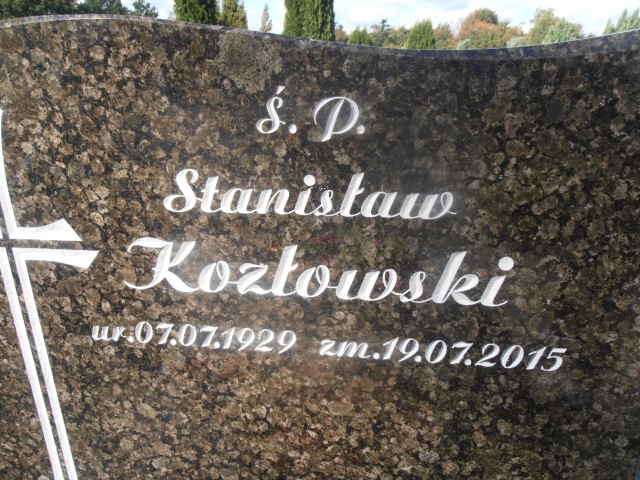 Ś. P.
Stanisław
Kozłowski
ur.07.07.1929 zm.19.07.2015